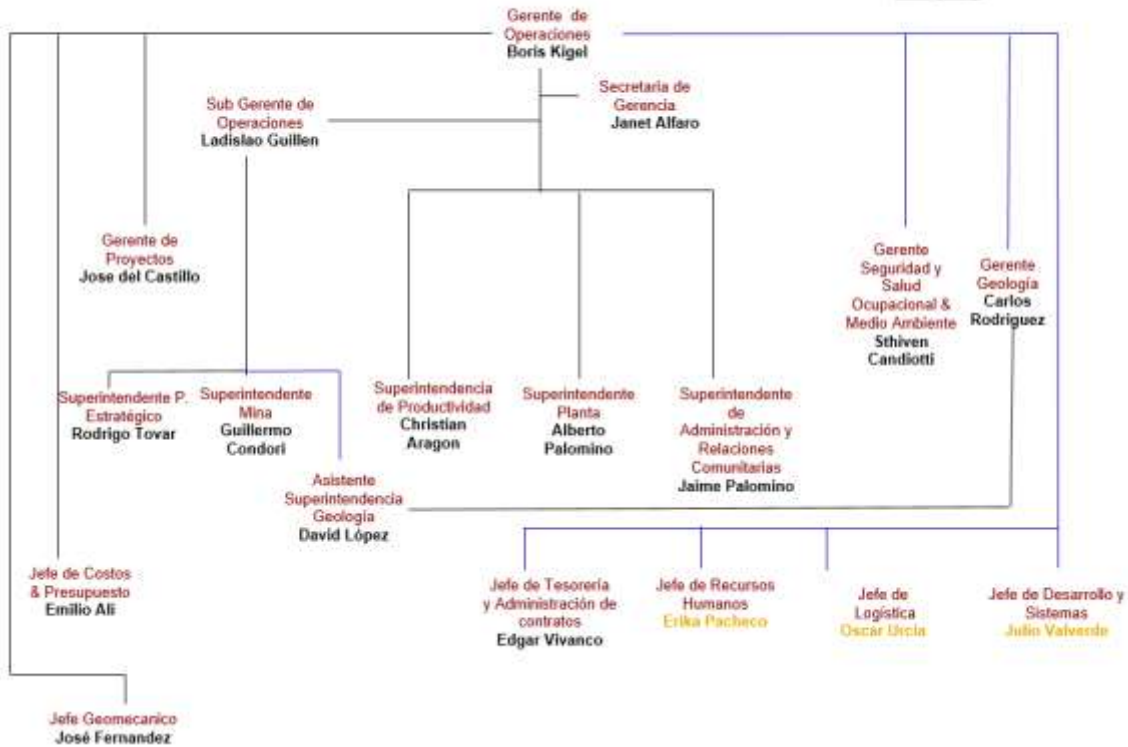 Gerente de
Operaciones
Boris Kigel
Secretaria de
Gerencia
Janet Alfaro
Sub Gerente de
Operaciones
Ladislao Guillen
Gerente de
Proyectos
Jose del Castillo
Gerente
Seguridad y
Salud
Ocupacional &
Medio Ambiente
Sthiven
Candiotti
Gerente
Geología
Carlos
Rodriguez
Superintendente P.
Estratégico
Rodrigo Tovar
Superintendente
Mina
Guillermo
Condori
Superintendencia
de Productividad
Christian
Aragon
Superintendente
Planta
Alberto
Palomino
Superintendente
de
Administración y
Relaciones
Comunitarias
Jaime Palomino
Asistente
Superintendencia
Geología
David López
Jefe de Costos
& Presupuesto
Emilio Alí
Jefe de Tesorería
y Administración de
contratos
Edgar Vivanco
Jefe de Recursos
Humanos
Erika Pacheco
Jefe de
Logística
Oscar Urcia
Jefe de Desarrollo y
Sistemas
Julio Valverde
Jefe Geomecanico
José Fernandez